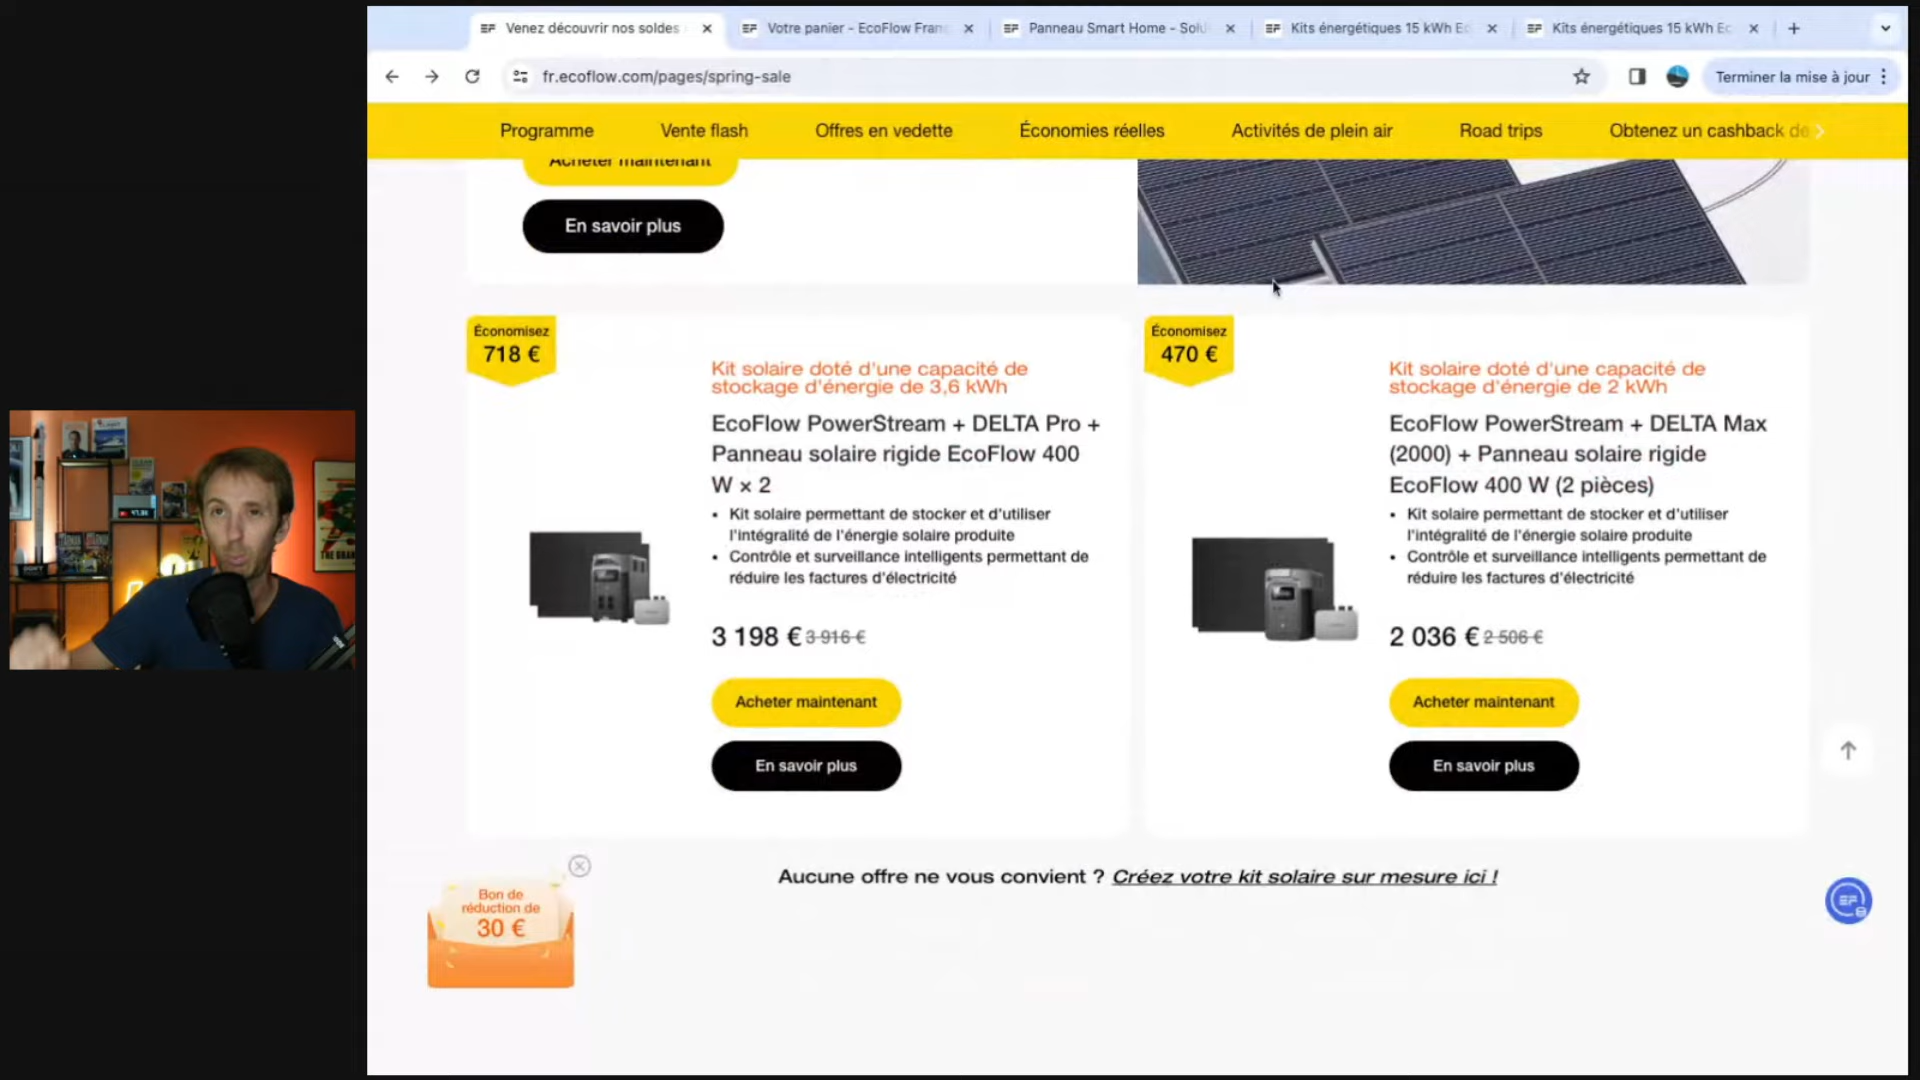 Venez découvrir nos soldes
Votre panier - EcoFlow Franc
Panneau Smart Home - Solu
Kits énergétiques 15 kWh Ec
Kits énergétiques 15 kWh Ec
fr.ecoflow.com/pages/spring-sale
Terminer la mise à jour
Programme
Vente flash
Offres en vedette
Économies réelles
Activités de plein air
Road trips
Obtenez un cashback de
Acheter maintenant
En savoir plus
Économisez
718 €
Kit solaire doté d'une capacité de
stockage d'énergie de 3,6 kWh
EcoFlow PowerStream + DELTA Pro +
Panneau solaire rigide EcoFlow 400
W × 2
• Kit solaire permettant de stocker et d'utiliser
l'intégralité de l'énergie solaire produite
• Contrôle et surveillance intelligents permettant de
réduire les factures d'électricité
3 198 € 3 916 €
Acheter maintenant
En savoir plus
Économisez
470 €
Kit solaire doté d'une capacité de
stockage d'énergie de 2 kWh
EcoFlow PowerStream + DELTA Max
(2000) + Panneau solaire rigide
EcoFlow 400 W (2 pièces)
• Kit solaire permettant de stocker et d'utiliser
l'intégralité de l'énergie solaire produite
• Contrôle et surveillance intelligents permettant de
réduire les factures d'électricité
2 036 € 2 506 €
Acheter maintenant
En savoir plus
Aucune offre ne vous convient ? Créez votre kit solaire sur mesure ici !
Bon de
réduction de
30 €